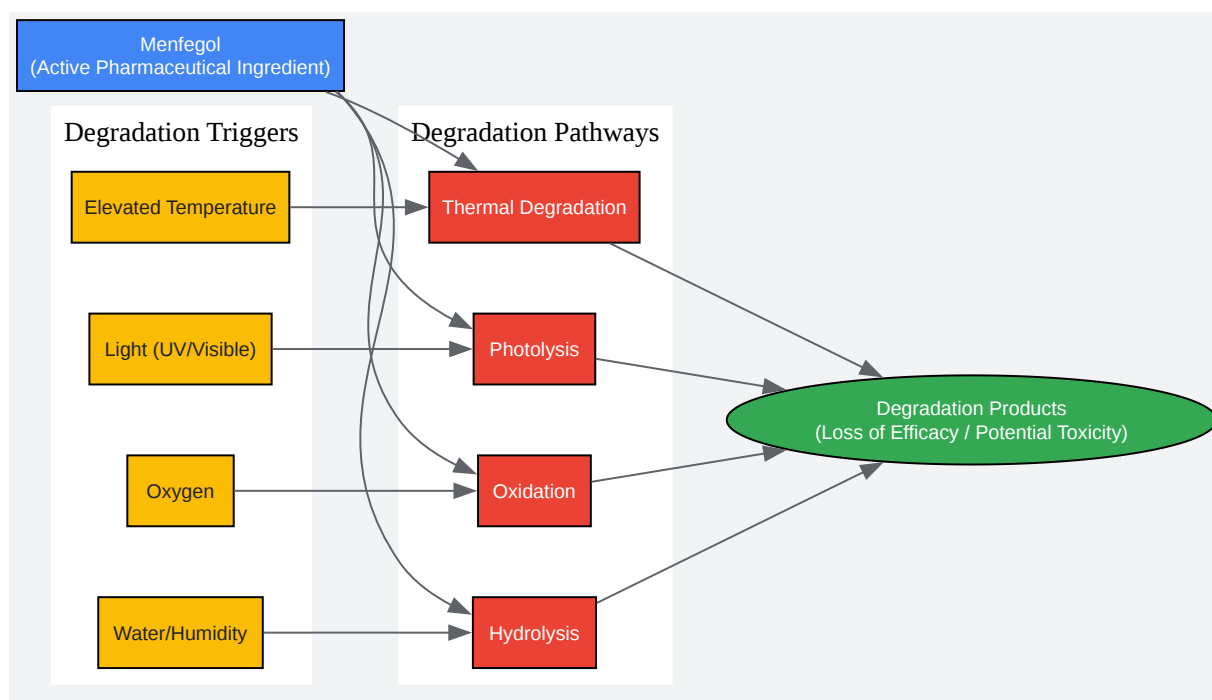 Menfegol
(Active Pharmaceutical Ingredient)
Degradation Triggers
Degradation Pathways
Elevated Temperature
Thermal Degradation
Light (UV/Visible)
Photolysis
Degradation Products
(Loss of Efficacy / Potential Toxicity)
Oxygen
Oxidation
Water/Humidity
Hydrolysis